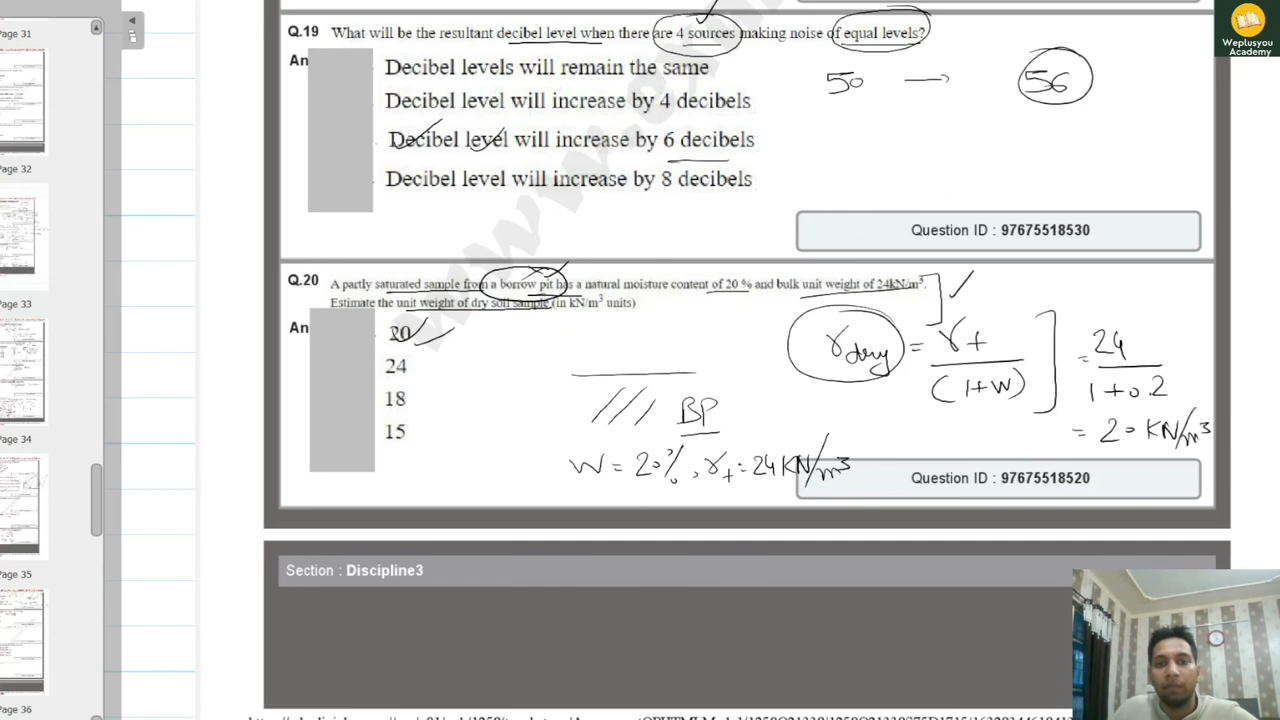 Page 31
Page 32
Page 33
Page 34
Page 35
Page 36
Weplusyou
Academy
Q.19 What will be the resultant decibel level when there are 4 sources making noise of equal levels?
An
Decibel levels will remain the same
Decibel level will increase by 4 decibels
Decibel level will increase by 6 decibels
Decibel level will increase by 8 decibels
50 → 56
Question ID : 97675518530
Q.20 A partly saturated sample from a borrow pit has a natural moisture content of 20 % and bulk unit weight of 24kN/m³.
Estimate the unit weight of dry soil sample (in kN/m³ units)
An
20
24
18
15
γdry = γt / (1+w) = 24 / 1+0.2
= 20 KN/m³
BP
W = 20%, γt = 24 KN/m³
Question ID : 97675518520
Section : Discipline3